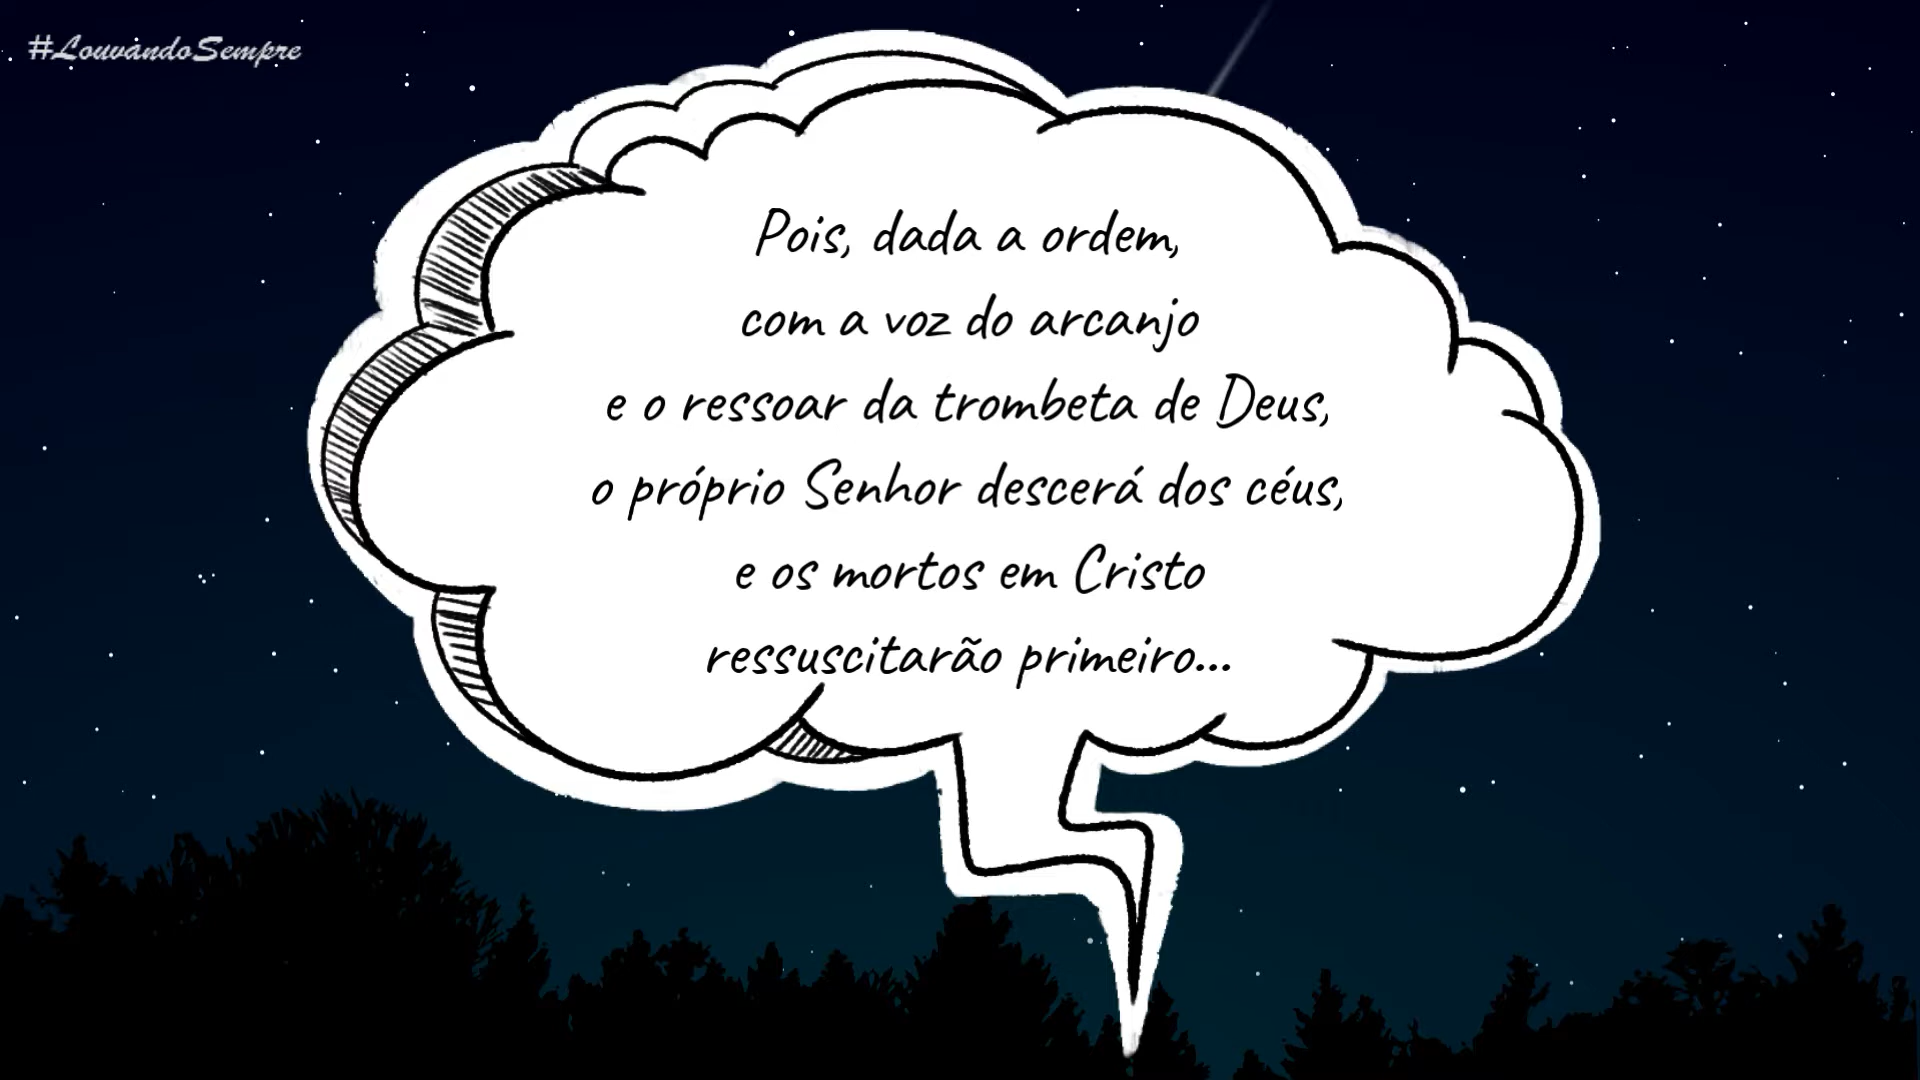 #LouvandoSempre
Pois, dada a ordem,
com a voz do arcanjo
e o ressoar da trombeta de Deus,
o próprio Senhor descerá dos céus,
e os mortos em Cristo
ressuscitarão primeiro...